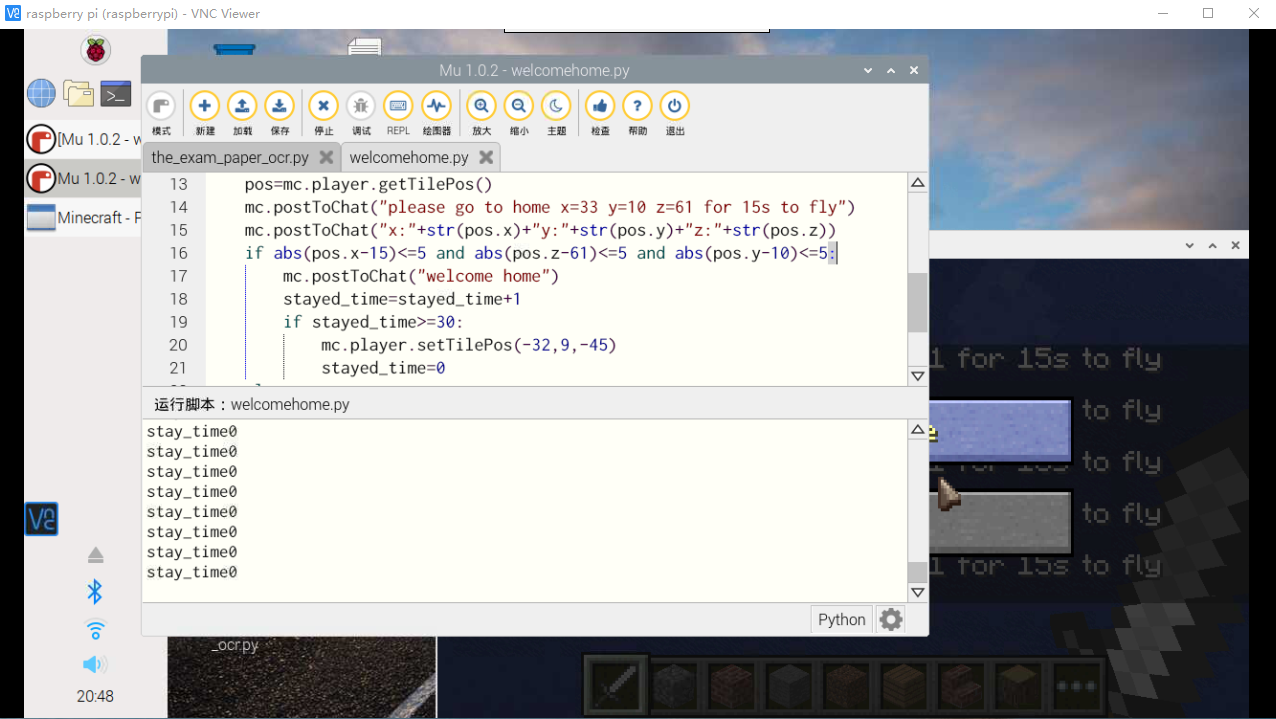 raspberry pi (raspberrypi) - VNC Viewer
Mu 1.0.2 - welcomehome.py
模式 新建 加载 保存 停止 调试 REPL 绘图器 放大 缩小 主题 检查 帮助 退出
[Mu 1.0.2 - w
Mu 1.0.2 - w
Minecraft - P
the_exam_paper_ocr.py welcomehome.py
13 pos=mc.player.getTilePos()
14 mc.postToChat("please go to home x=33 y=10 z=61 for 15s to fly")
15 mc.postToChat("x:"+str(pos.x)+"y:"+str(pos.y)+"z:"+str(pos.z))
16 if abs(pos.x-15)<=5 and abs(pos.z-61)<=5 and abs(pos.y-10)<=5:
17 mc.postToChat("welcome home")
18 stayed_time=stayed_time+1
19 if stayed_time>=30:
20 mc.player.setTilePos(-32,9,-45)
21 stayed_time=0
运行脚本：welcomehome.py
stay_time0
stay_time0
stay_time0
stay_time0
stay_time0
stay_time0
stay_time0
stay_time0
Python
1 for 15s to fly
to fly
1 for 15s to fly
to fly
1 for 15s to fly
_ocr.py
20:48